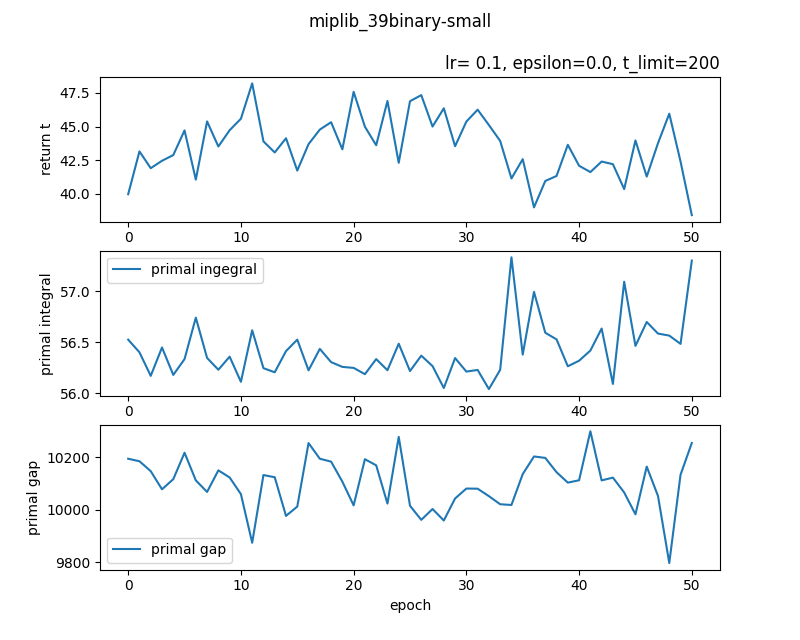 miplib_39binary-small
lr= 0.1, epsilon=0.0, t_limit=200
return t
47.5
45.0
42.5
40.0
0 10 20 30 40 50
primal integral
primal ingegral
57.0
56.5
56.0
0 10 20 30 40 50
primal gap
10200
10000
9800
primal gap
0 10 20 30 40 50
epoch